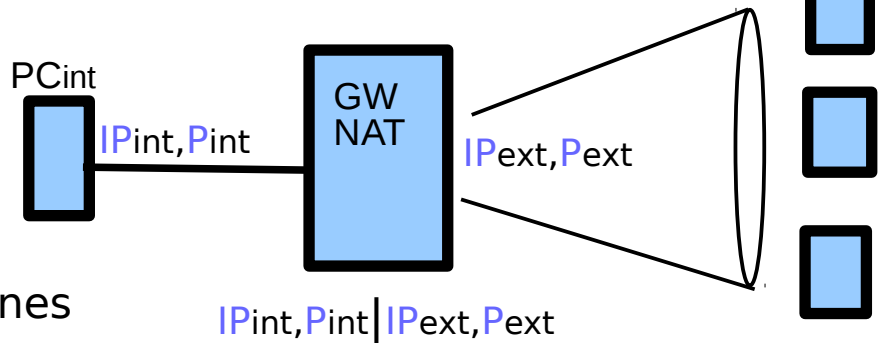 PCint
GW
NAT
IPint,Pint
IPext,Pext
nes
IPint,Pint|IPext,Pext